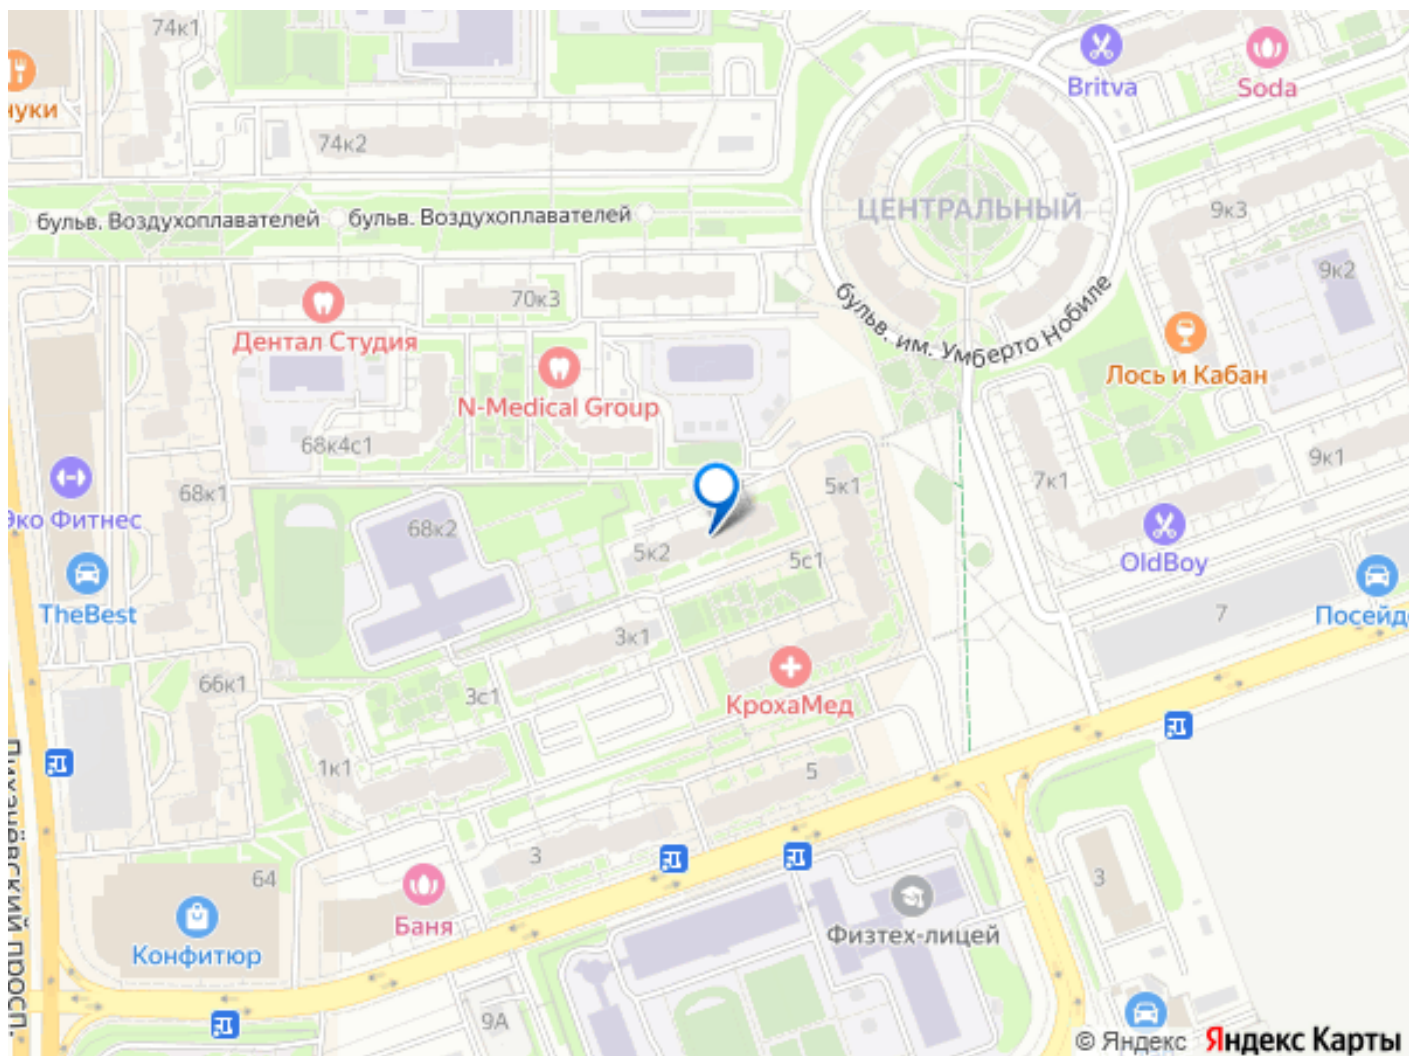 74к1
Britva
Soda
74к2
ЦЕНТРАЛЬНЫЙ
9к3
бульв. Воздухоплавателей
бульв. Воздухоплавателей
9к2
70к3
Дентал Студия
бульв. им. Умберто Нобиле
N-Medical Group
Лось и Кабан
68к4с1
9к1
7к1
5к1
68к1
Эко Фитнес
68к2
5к2
5с1
OldBoy
TheBest
7
3к1
66к1
3с1
КрохаМед
1к1
5
3
64
3
Баня
Физтех-лицей
Конфитюр
Лихачёвский просп.
9А
© Яндекс Яндекс Карты